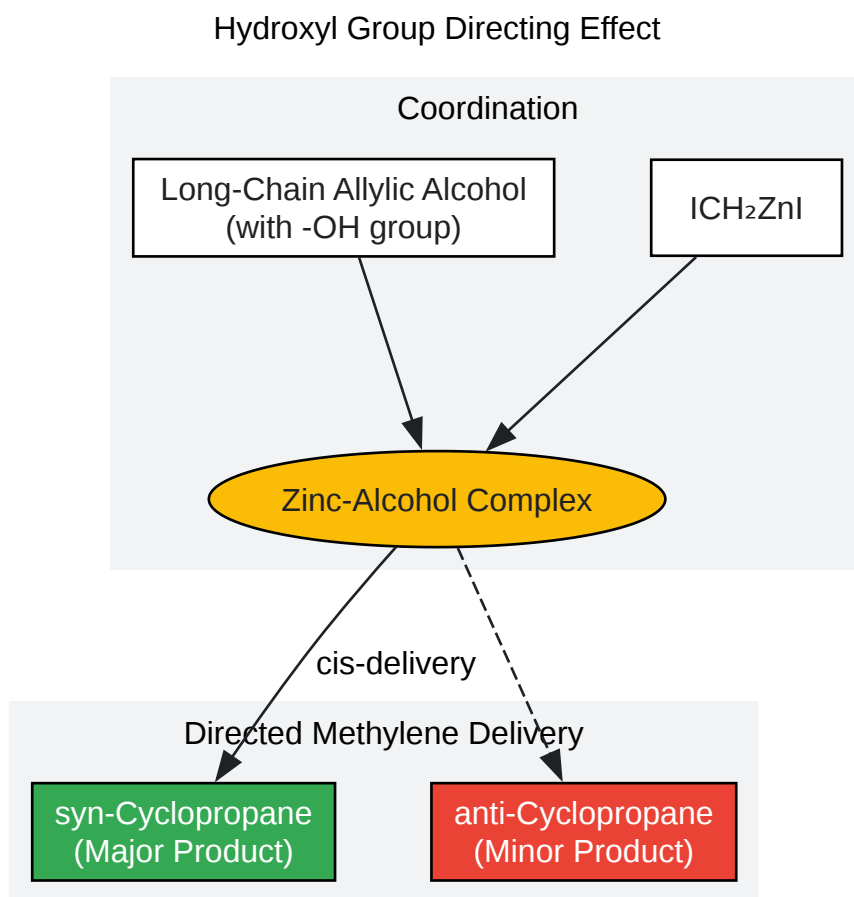 Hydroxyl Group Directing Effect
Coordination
Long-Chain Allylic Alcohol
(with -OH group)
ICH₂ZnI
Zinc-Alcohol Complex
cis-delivery
Directed Methylene Delivery
syn-Cyclopropane
(Major Product)
anti-Cyclopropane
(Minor Product)